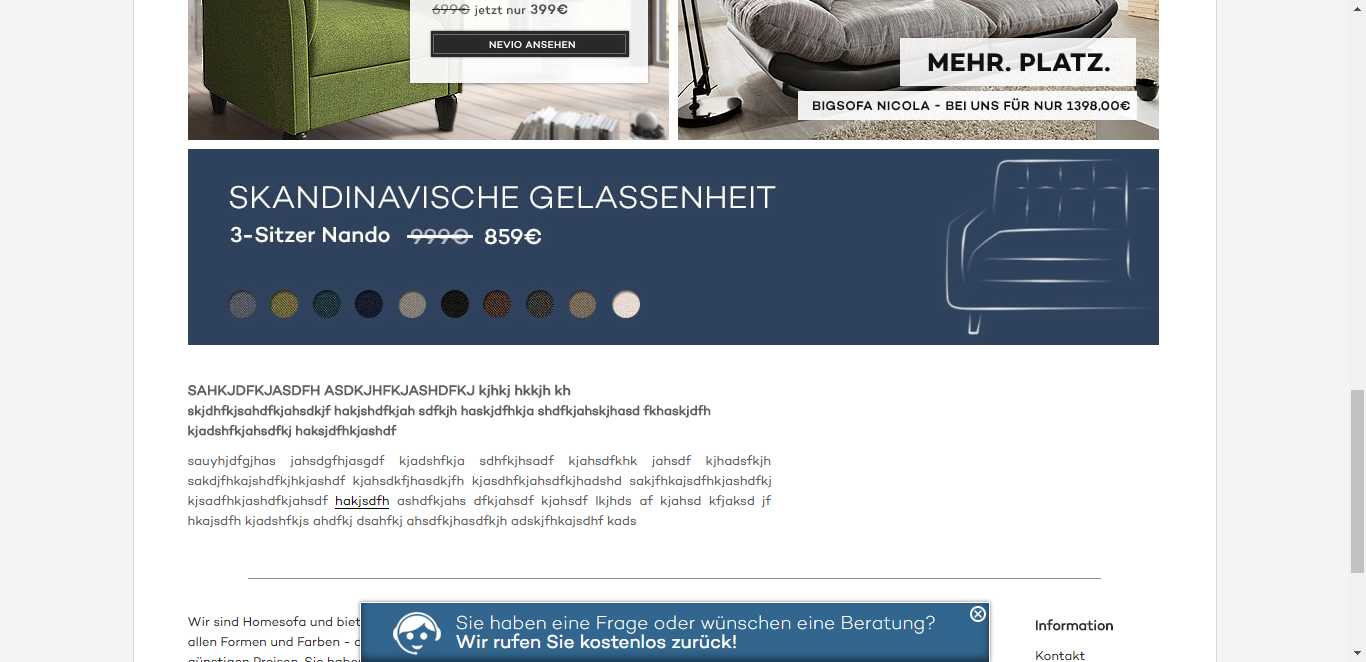 699€ jetzt nur 399€
NEVIO ANSEHEN
MEHR. PLATZ.
BIGSOFA NICOLA - BEI UNS FÜR NUR 1398,00€
SKANDINAVISCHE GELASSENHEIT
3-Sitzer Nando 999€ 859€
SAHKJDFKJASDFH ASDKJHFKJASHDFKJ kjhkj hkkjh kh
skjdhfkjsahdfkjahsdkjf hakjshdfkjah sdfkjh haskjdfhkja shdfkjahskjhasd fkhaskjdfh
kjadshfkjahsdfkj haksjdfhkjashdf
sauyhjdfgjhas jahsdgfhjasgdf kjadshfkja sdhfkjhsadf kjahsdfkhk jahsdf kjhadsfkjh
sakdjfhkajshdfkjhkjashdf kjahsdkfjhasdkjfh kjasdhfkjahsdfkjhadshd sakjfhkajsdfhkjashdfkj
kjsadfhkjashdfkjahsdf hakjsdfh ashdfkjahs dfkjahsdf kjahsdf lkjhds af kjahsd kfjaksd jf
hkajsdfh kjadshfkjs ahdfkj dsahfkj ahsdfkjhasdfkjh adskjfhkajsdhf kads
Wir sind Homesofa und biet
allen Formen und Farben -
günstigen Preisen. Sie habe
Sie haben eine Frage oder wünschen eine Beratung?
Wir rufen Sie kostenlos zurück!
Information
Kontakt